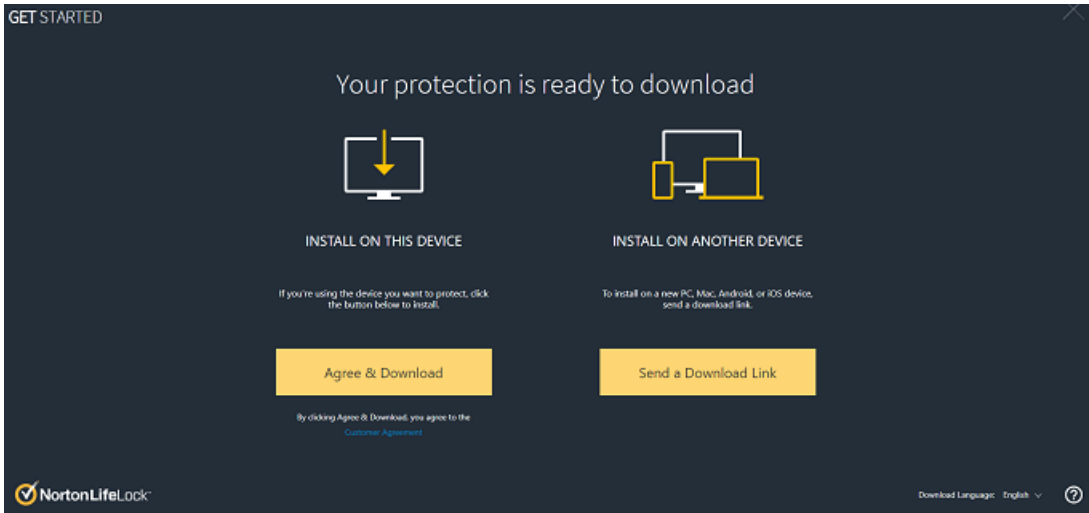 GET STARTED
Your protection is ready to download
INSTALL ON THIS DEVICE
If you're using the device you want to protect, click
the button below to install.
Agree & Download
By clicking Agree & Download, you agree to the
Customer Agreement
INSTALL ON ANOTHER DEVICE
To install on a new PC, Mac, Android, or iOS device,
send a download link.
Send a Download Link
NortonLifeLock
Download Language: English
?